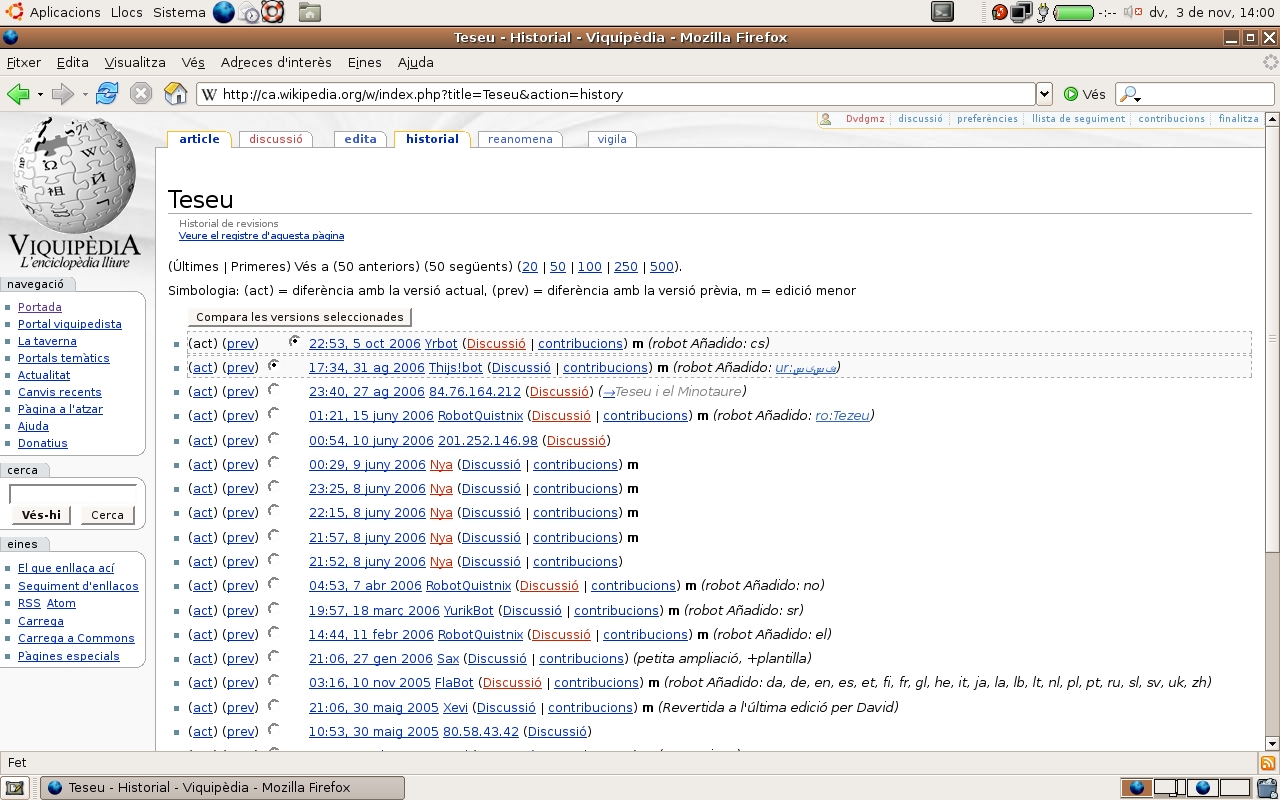 Aplicacions Llocs Sistema
-:-- dv, 3 de nov, 14:00
Teseu - Historial - Viquipèdia - Mozilla Firefox
Fitxer Edita Visualitza Vés Adreces d'interès Eines Ajuda
http://ca.wikipedia.org/w/index.php?title=Teseu&action=history Vés
Dvdgmz discussió preferències llista de seguiment contribucions finalitza
article discussió edita historial reanomena vigila
VIQUIPÈDIA
L'enciclopèdia lliure
navegació
Portada
Portal viquipedista
La taverna
Portals temàtics
Actualitat
Canvis recents
Pàgina a l'atzar
Ajuda
Donatius
cerca
Vés-hi Cerca
eines
El que enllaça ací
Seguiment d'enllaços
RSS Atom
Carrega
Carrega a Commons
Pàgines especials
Teseu
Historial de revisions
Veure el registre d'aquesta pàgina
(Últimes | Primeres) Vés a (50 anteriors) (50 següents) (20 | 50 | 100 | 250 | 500).
Simbologia: (act) = diferència amb la versió actual, (prev) = diferència amb la versió prèvia, m = edició menor
Compara les versions seleccionades
(act) (prev) 22:53, 5 oct 2006 Yrbot (Discussió | contribucions) m (robot Añadido: cs)
(act) (prev) 17:34, 31 ag 2006 Thijs!bot (Discussió | contribucions) m (robot Añadido: ur:)
(act) (prev) 23:40, 27 ag 2006 84.76.164.212 (Discussió) (→Teseu i el Minotaure)
(act) (prev) 01:21, 15 juny 2006 RobotQuistnix (Discussió | contribucions) m (robot Añadido: ro:Tezeu)
(act) (prev) 00:54, 10 juny 2006 201.252.146.98 (Discussió)
(act) (prev) 00:29, 9 juny 2006 Nya (Discussió | contribucions) m
(act) (prev) 23:25, 8 juny 2006 Nya (Discussió | contribucions) m
(act) (prev) 22:15, 8 juny 2006 Nya (Discussió | contribucions) m
(act) (prev) 21:57, 8 juny 2006 Nya (Discussió | contribucions) m
(act) (prev) 21:52, 8 juny 2006 Nya (Discussió | contribucions)
(act) (prev) 04:53, 7 abr 2006 RobotQuistnix (Discussió | contribucions) m (robot Añadido: no)
(act) (prev) 19:57, 18 març 2006 YurikBot (Discussió | contribucions) m (robot Añadido: sr)
(act) (prev) 14:44, 11 febr 2006 RobotQuistnix (Discussió | contribucions) m (robot Añadido: el)
(act) (prev) 21:06, 27 gen 2006 Sax (Discussió | contribucions) (petita ampliació, +plantilla)
(act) (prev) 03:16, 10 nov 2005 FlaBot (Discussió | contribucions) m (robot Añadido: da, de, en, es, et, fi, fr, gl, he, it, ja, la, lb, lt, nl, pl, pt, ru, sl, sv, uk, zh)
(act) (prev) 21:06, 30 maig 2005 Xevi (Discussió | contribucions) m (Revertida a l'última edició per David)
(act) (prev) 10:53, 30 maig 2005 80.58.43.42 (Discussió)
Fet
Teseu - Historial - Viquipèdia - Mozilla Firefox